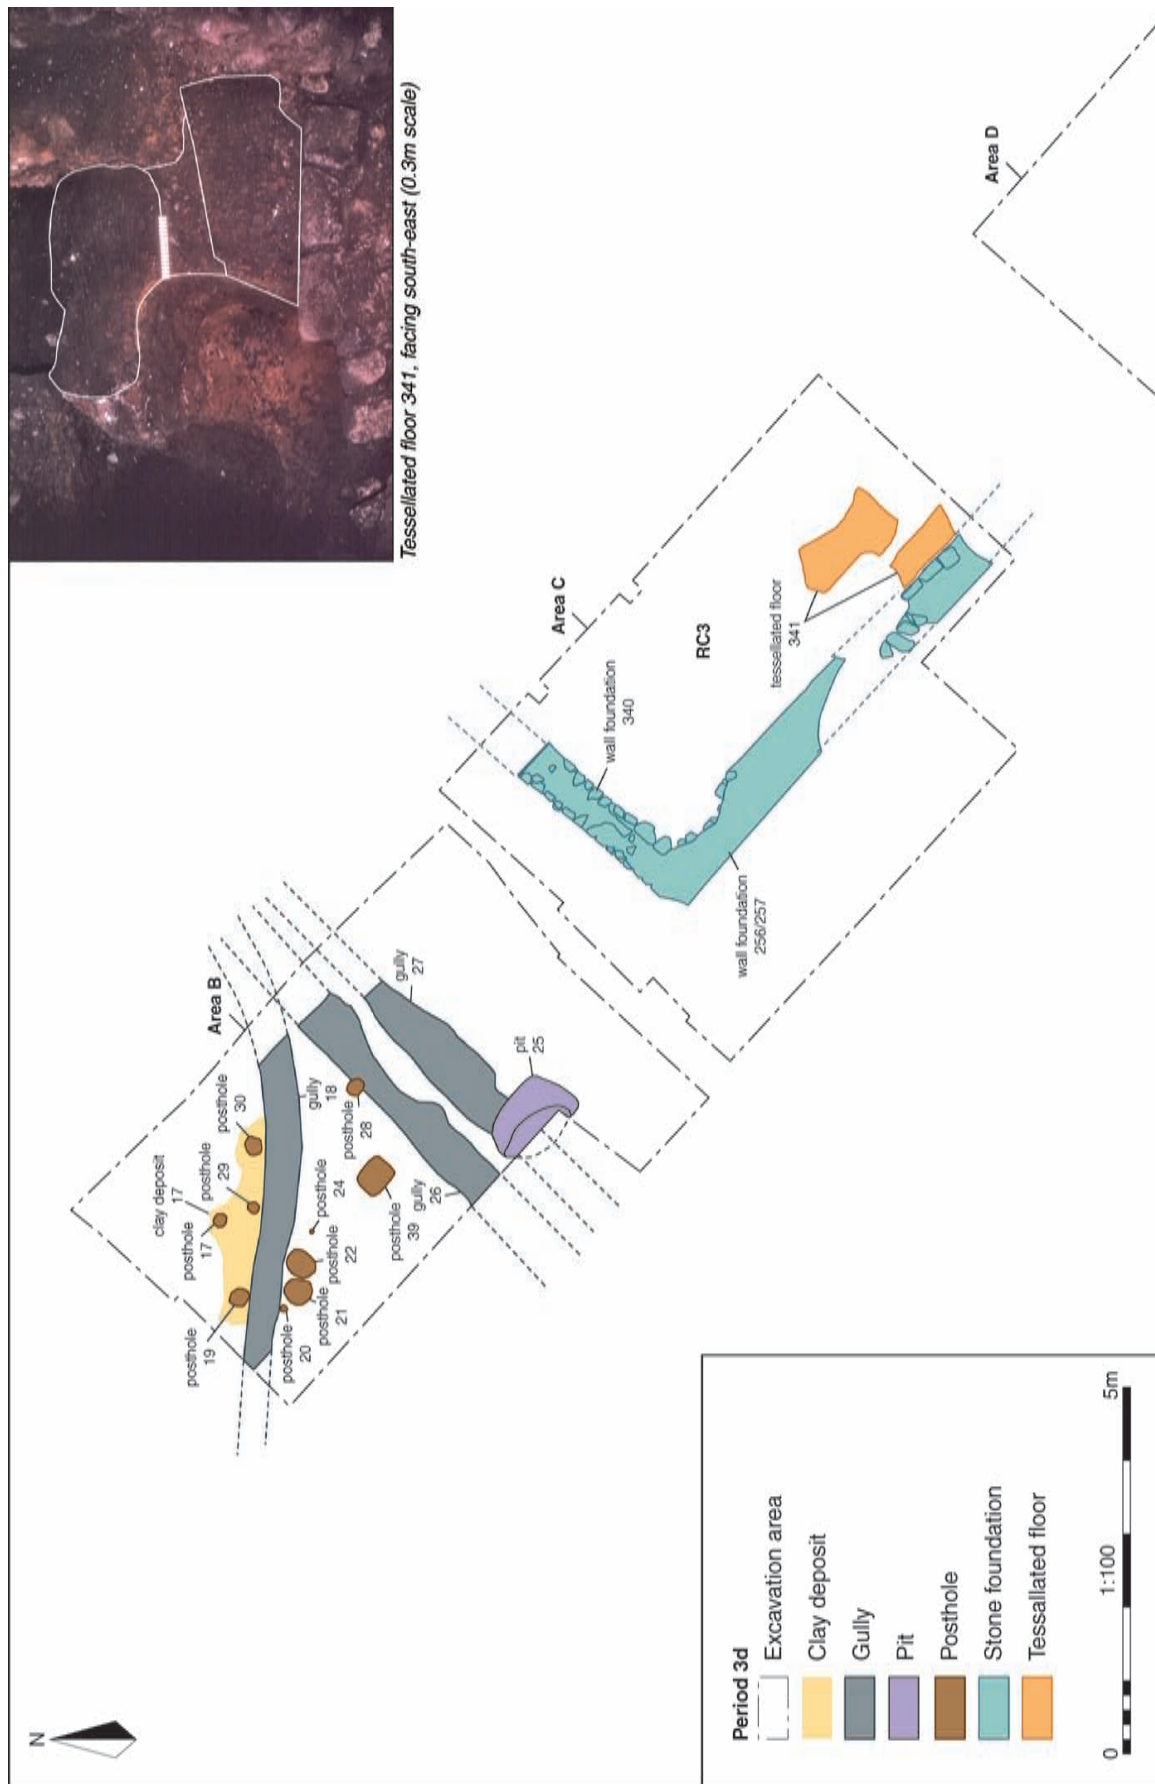 N
Tessellated floor 341, facing south-east (0.3m scale)
Area B
clay deposit
17
posthole
17
posthole
29
posthole
30
posthole
19
gully
18
posthole
20
posthole
21
posthole
22
posthole
24
posthole
28
posthole
39
gully
26
gully
27
pit
25
Area C
RC3
wall foundation
340
wall foundation
256/257
tessellated floor
341
Area D
Period 3d
Excavation area
Clay deposit
Gully
Pit
Posthole
Stone foundation
Tessallated floor
0
1:100
5m